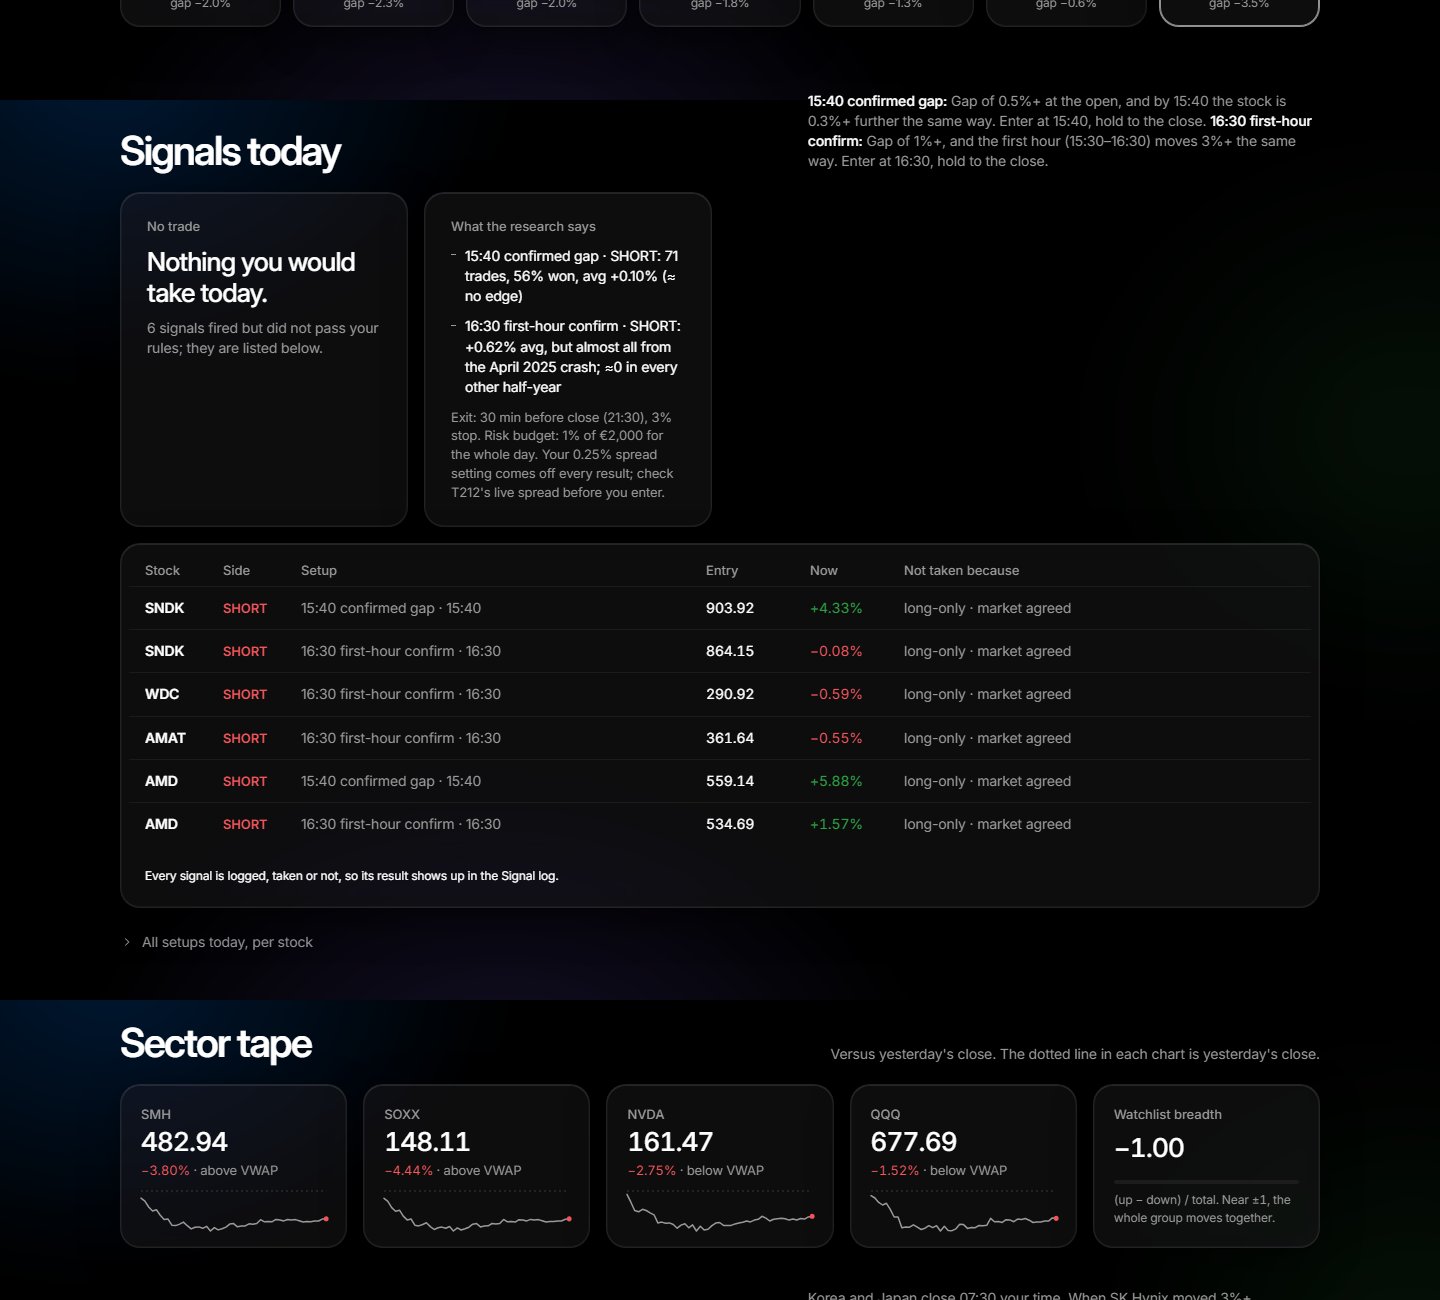 gap −2.0%
gap −2.3%
gap −2.0%
gap −1.8%
gap −1.3%
gap −0.6%
gap −3.5%
15:40 confirmed gap: Gap of 0.5%+ at the open, and by 15:40 the stock is
0.3%+ further the same way. Enter at 15:40, hold to the close. 16:30 first-hour
confirm: Gap of 1%+, and the first hour (15:30–16:30) moves 3%+ the same
way. Enter at 16:30, hold to the close.
Signals today
No trade
Nothing you would
take today.
6 signals fired but did not pass your
rules; they are listed below.
What the research says
– 15:40 confirmed gap · SHORT: 71
trades, 56% won, avg +0.10% (≈
no edge)
– 16:30 first-hour confirm · SHORT:
+0.62% avg, but almost all from
the April 2025 crash; ≈0 in every
other half-year
Exit: 30 min before close (21:30), 3%
stop. Risk budget: 1% of €2,000 for
the whole day. Your 0.25% spread
setting comes off every result; check
T212's live spread before you enter.
Stock Side Setup Entry Now Not taken because
SNDK SHORT 15:40 confirmed gap · 15:40 903.92 +4.33% long-only · market agreed
SNDK SHORT 16:30 first-hour confirm · 16:30 864.15 −0.08% long-only · market agreed
WDC SHORT 16:30 first-hour confirm · 16:30 290.92 −0.59% long-only · market agreed
AMAT SHORT 16:30 first-hour confirm · 16:30 361.64 −0.55% long-only · market agreed
AMD SHORT 15:40 confirmed gap · 15:40 559.14 +5.88% long-only · market agreed
AMD SHORT 16:30 first-hour confirm · 16:30 534.69 +1.57% long-only · market agreed
Every signal is logged, taken or not, so its result shows up in the Signal log.
All setups today, per stock
Sector tape
Versus yesterday's close. The dotted line in each chart is yesterday's close.
SMH
482.94
−3.80% · above VWAP
SOXX
148.11
−4.44% · above VWAP
NVDA
161.47
−2.75% · below VWAP
QQQ
677.69
−1.52% · below VWAP
Watchlist breadth
−1.00
(up − down) / total. Near ±1, the
whole group moves together.
Korea and Japan close 07:30 your time. When SK Hynix moved 3%+